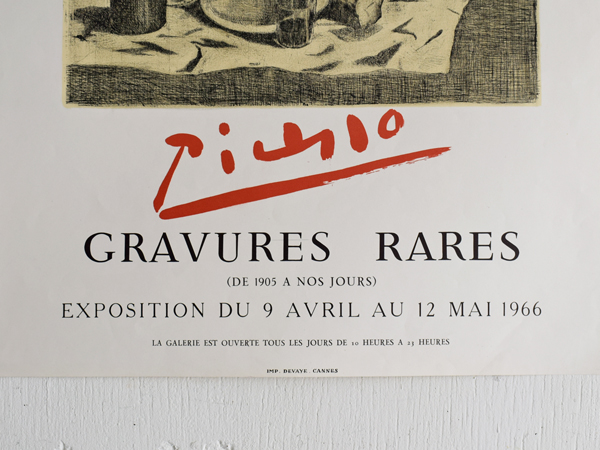 Picasso
GRAVURES RARES
(DE 1905 A NOS JOURS)
EXPOSITION DU 9 AVRIL AU 12 MAI 1966
LA GALERIE EST OUVERTE TOUS LES JOURS DE 10 HEURES A 23 HEURES
IMP. DEVAYE. CANNES